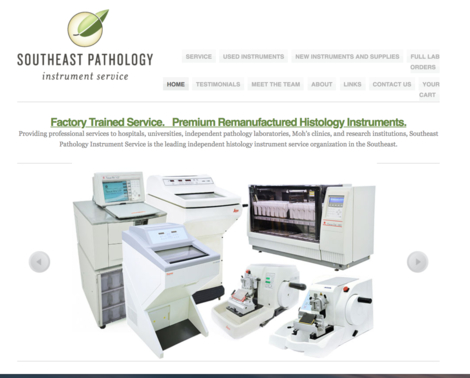 SOUTHEAST PATHOLOGY
instrument service
SERVICE USED INSTRUMENTS NEW INSTRUMENTS AND SUPPLIES FULL LAB
ORDERS
HOME TESTIMONIALS MEET THE TEAM ABOUT LINKS CONTACT US YOUR
CART
Factory Trained Service. Premium Remanufactured Histology Instruments.
Providing professional services to hospitals, universities, independent pathology laboratories, Moh's clinics, and research institutions, Southeast
Pathology Instrument Service is the leading independent histology instrument service organization in the Southeast.